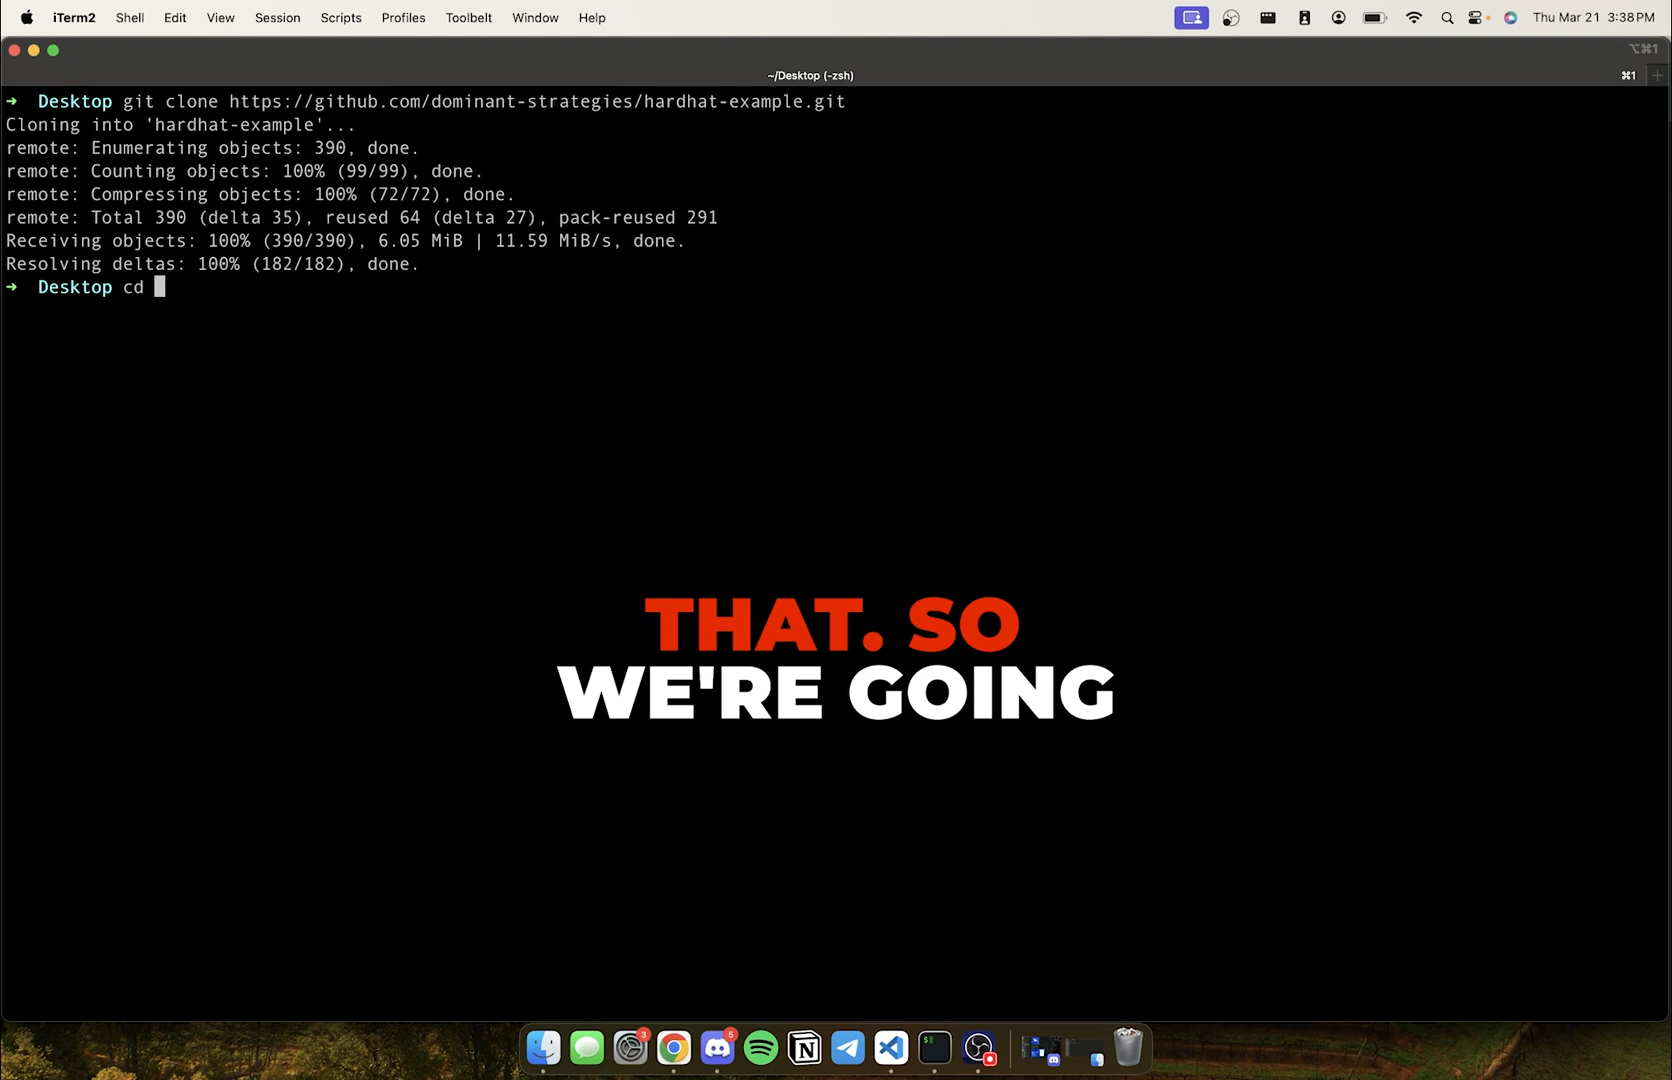 iTerm2 Shell Edit View Session Scripts Profiles Toolbelt Window Help Thu Mar 21 3:38 PM
⌥⌘1
~/Desktop (-zsh) ⌘1
➜ Desktop git clone https://github.com/dominant-strategies/hardhat-example.git
Cloning into 'hardhat-example'...
remote: Enumerating objects: 390, done.
remote: Counting objects: 100% (99/99), done.
remote: Compressing objects: 100% (72/72), done.
remote: Total 390 (delta 35), reused 64 (delta 27), pack-reused 291
Receiving objects: 100% (390/390), 6.05 MiB | 11.59 MiB/s, done.
Resolving deltas: 100% (182/182), done.
➜ Desktop cd
THAT. SO
WE'RE GOING
3 5